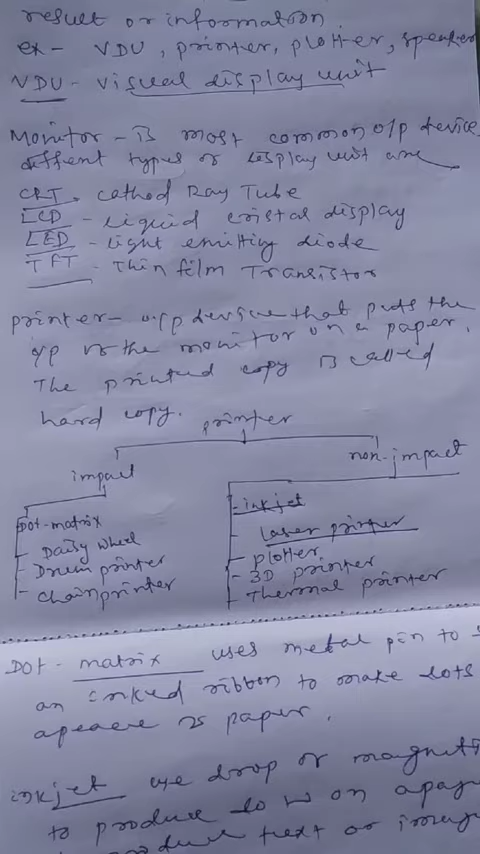 result or information.
ex - VDU, printer, plotter, speaker
VDU - visual display unit
Monitor - is most common o/p device,
diffent types of display unit are
CRT - cathod Ray Tube
LCD - Liquid cristal display
LED - Light emitting diode
TFT - Thin film Transistor
printer - o/p device that puts the
o/p of the monitor on a paper.
The printed copy is called
hard copy.
printer
impact
non-impact
Dot-matrix
- Daisy wheel
- Drum printer
- Chain printer
- inkjet
- Laser printer
- plotter
- 3D printer
- Thermal printer
Dot-matrix uses metal pin to
an inked ribbon to make dots
paper.
inkjet use drop of magneti
to produce on a
produce text or image